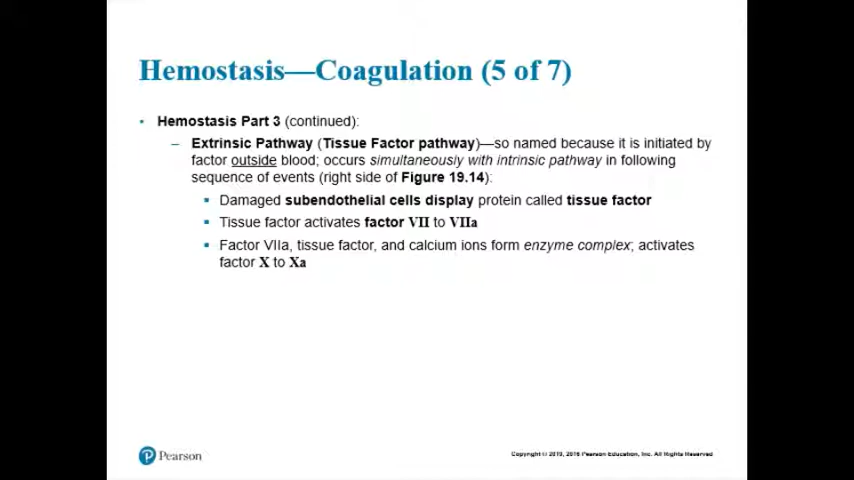 Hemostasis—Coagulation (5 of 7)
• Hemostasis Part 3 (continued):
– Extrinsic Pathway (Tissue Factor pathway)—so named because it is initiated by
factor outside blood; occurs simultaneously with intrinsic pathway in following
sequence of events (right side of Figure 19.14):
▪ Damaged subendothelial cells display protein called tissue factor
▪ Tissue factor activates factor VII to VIIa
▪ Factor VIIa, tissue factor, and calcium ions form enzyme complex; activates
factor X to Xa
Pearson
Copyright © 2019, 2016 Pearson Education, Inc. All Rights Reserved